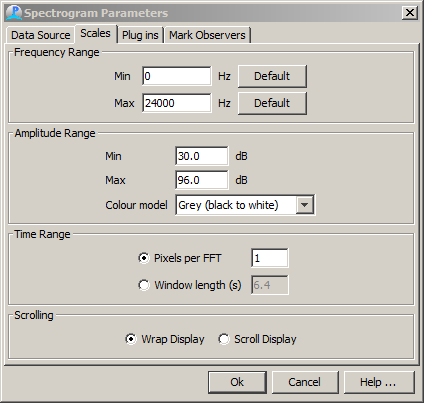 Spectrogram Parameters
Data Source Scales Plug ins Mark Observers
Frequency Range
Min 0 Hz Default
Max 24000 Hz Default
Amplitude Range
Min 30.0 dB
Max 96.0 dB
Colour model Grey (black to white)
Time Range
Pixels per FFT 1
Window length (s) 6.4
Scrolling
Wrap Display Scroll Display
Ok Cancel Help ...